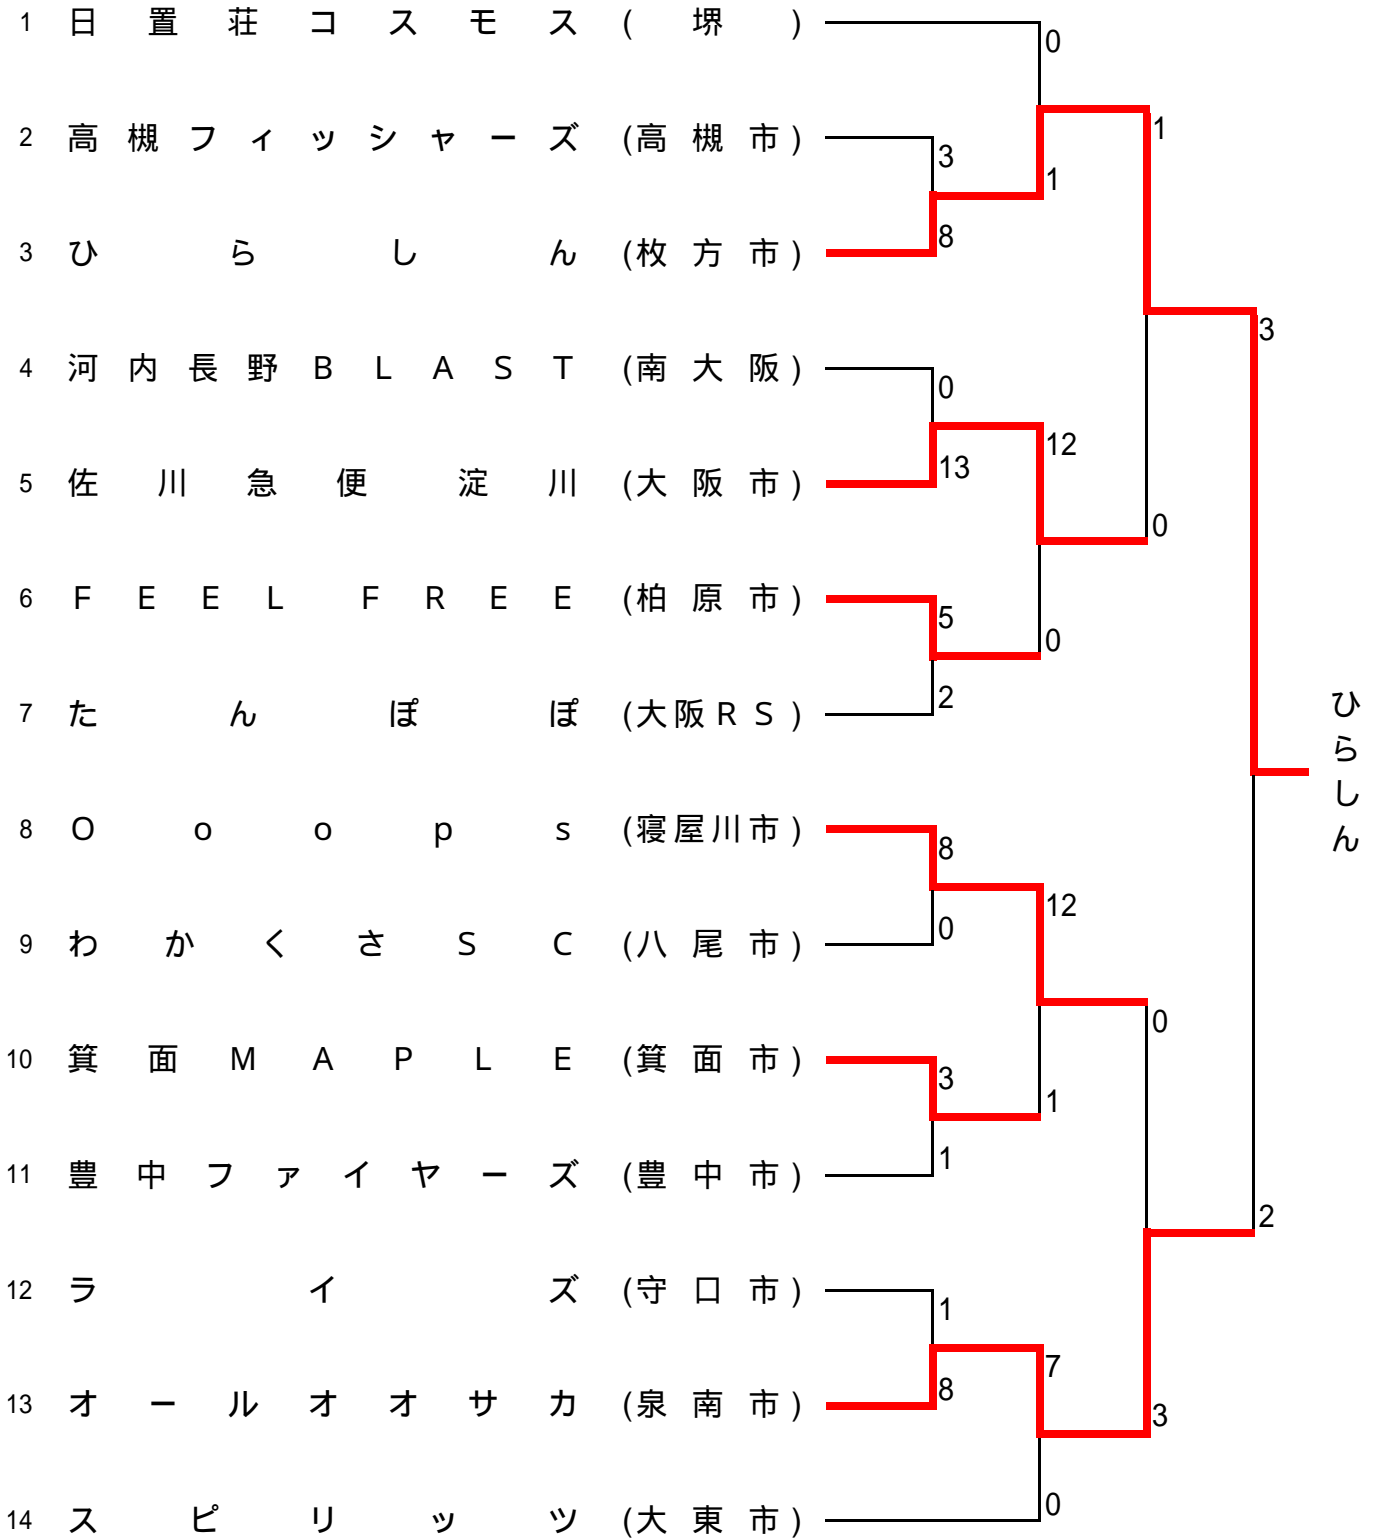 1 日置荘コスモス (堺)
0
2 高槻フィッシャーズ (高槻市)
3
1
1
3 ひらしん (枚方市)
8
3
4 河内長野BLAST (南大阪)
0
12
5 佐川急便 淀川 (大阪市)
13
0
6 FEEL FREE (柏原市)
5
0
7 たんぽぽ (大阪RS)
2
ひらしん
8 Ooops (寝屋川市)
8
12
9 わかくさSC (八尾市)
0
0
10 箕面MAPLE (箕面市)
3
1
11 豊中ファイヤーズ (豊中市)
1
2
12 ライズ (守口市)
1
7
13 オールオオサカ (泉南市)
8
3
14 スピリッツ (大東市)
0